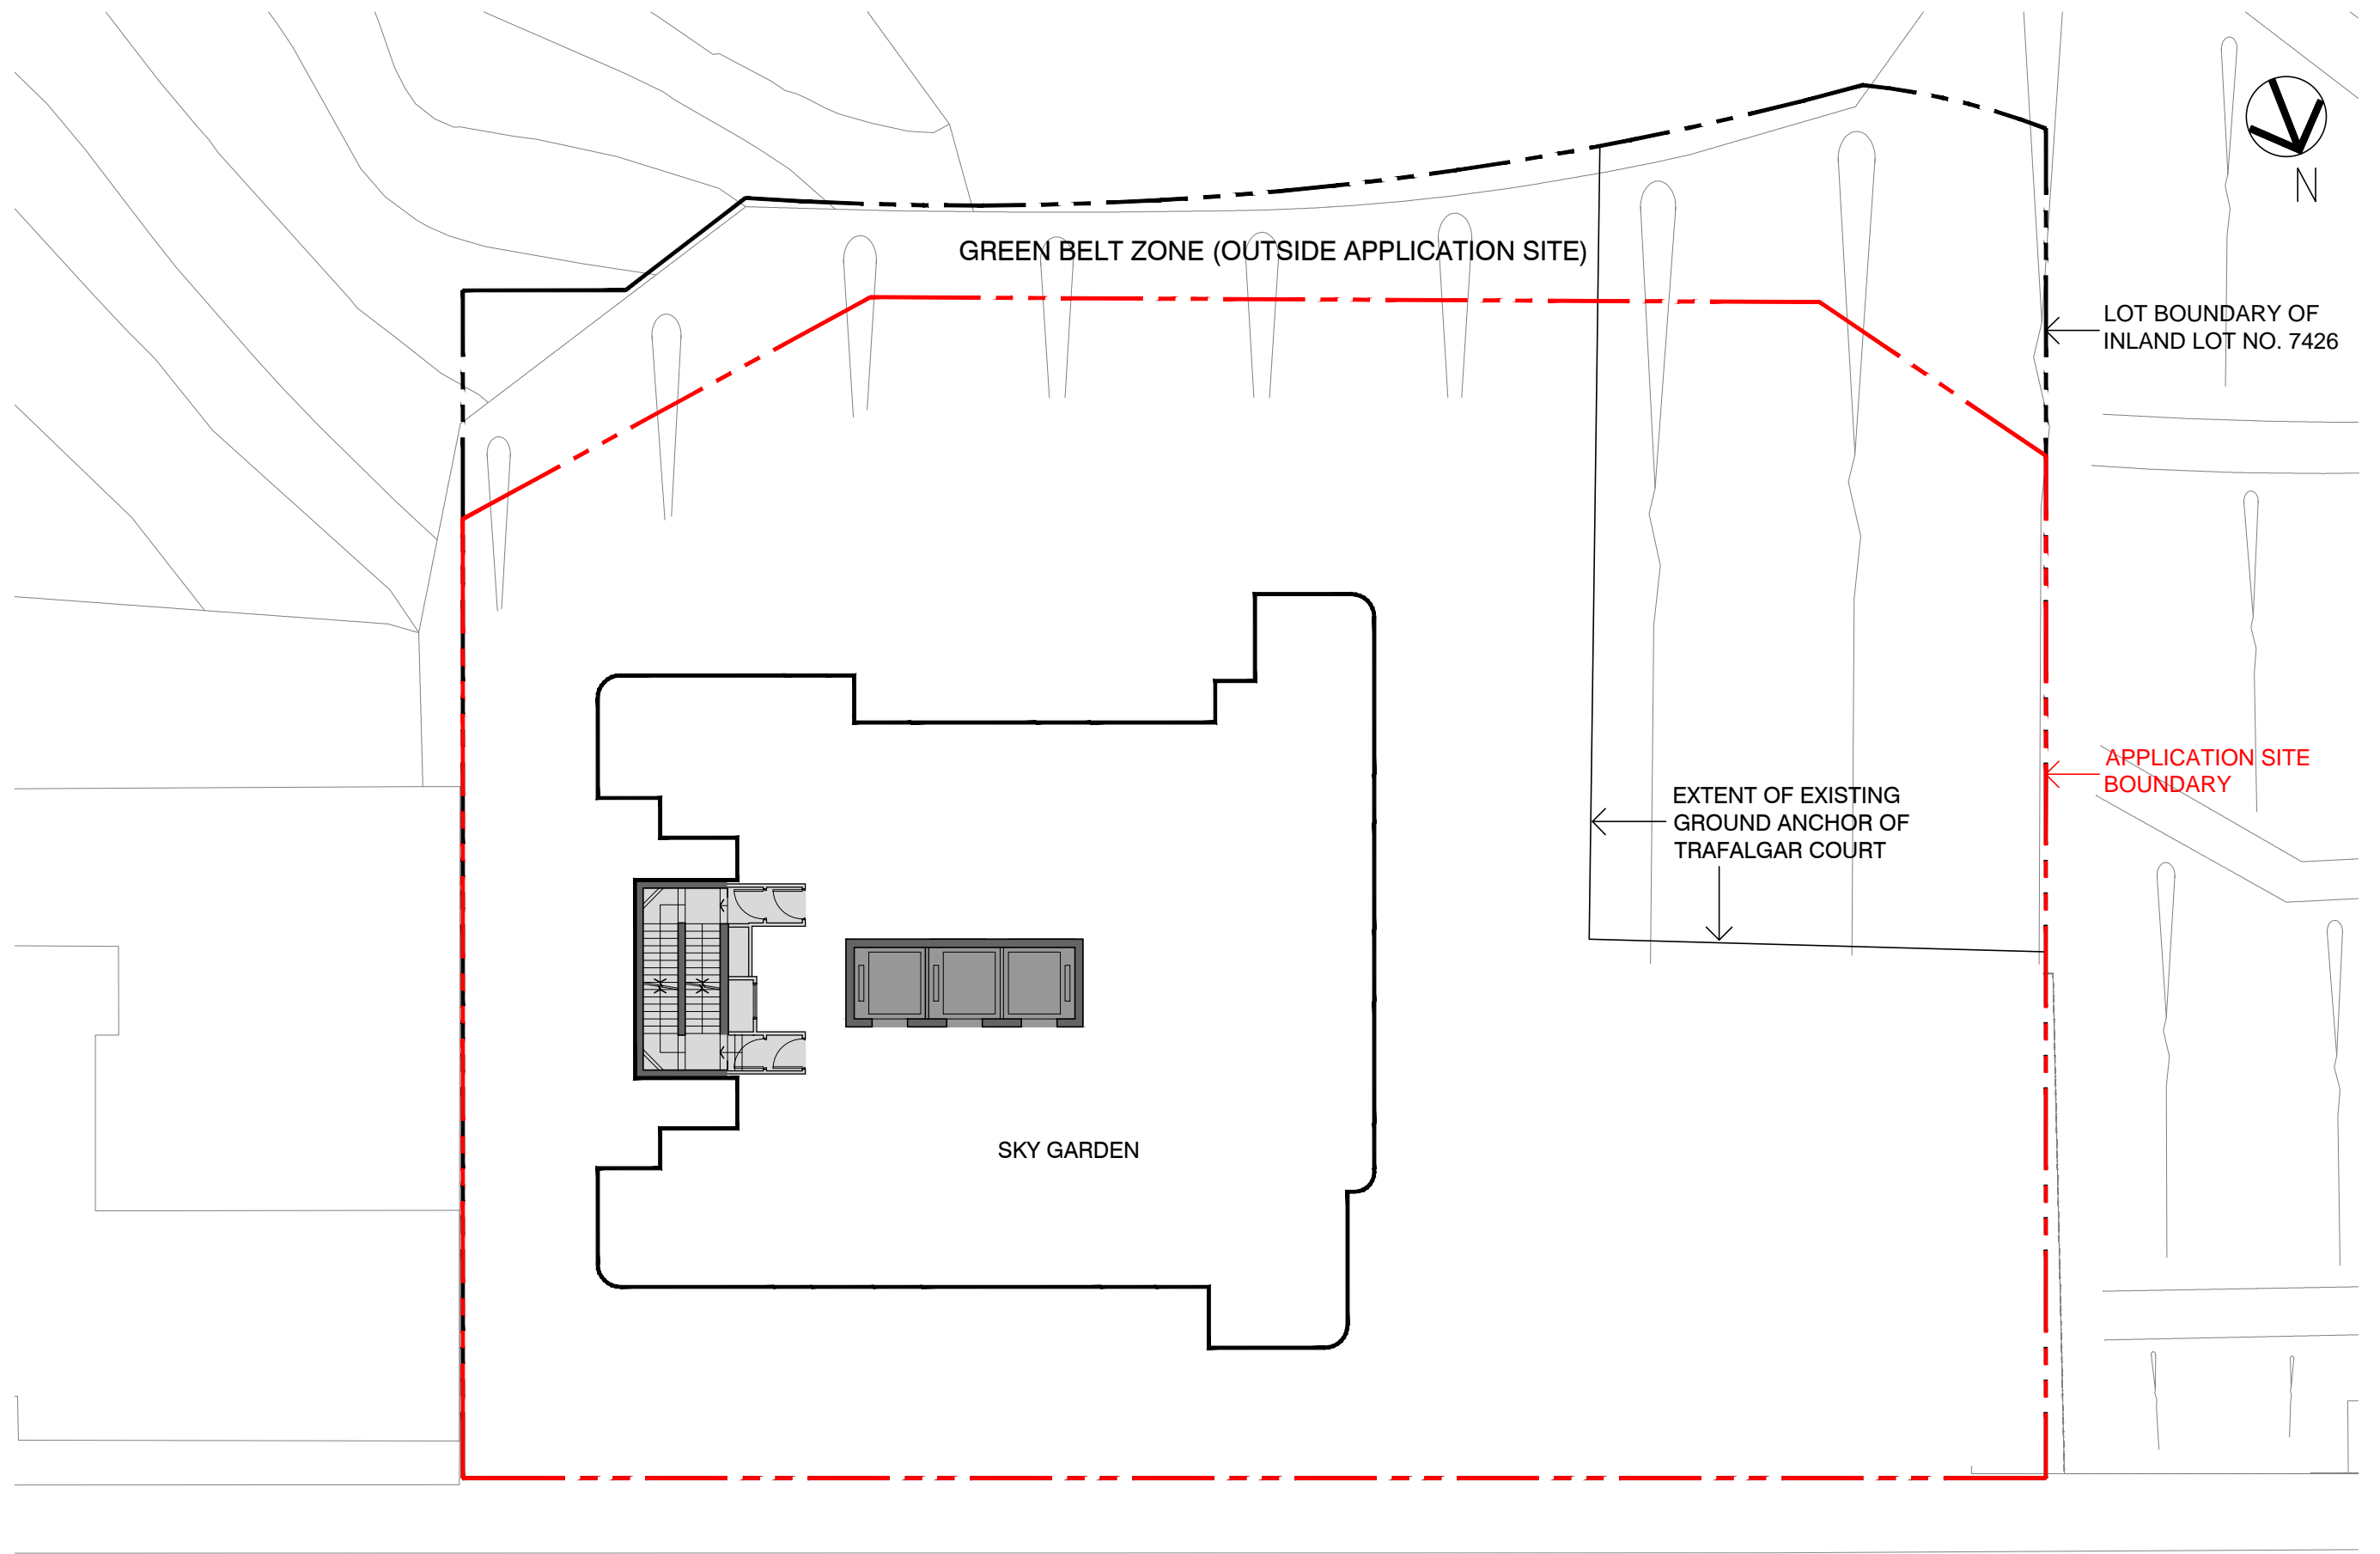 N
GREEN BELT ZONE (OUTSIDE APPLICATION SITE)
LOT BOUNDARY OF
INLAND LOT NO. 7426
APPLICATION SITE
BOUNDARY
EXTENT OF EXISTING
GROUND ANCHOR OF
TRAFALGAR COURT
SKY GARDEN